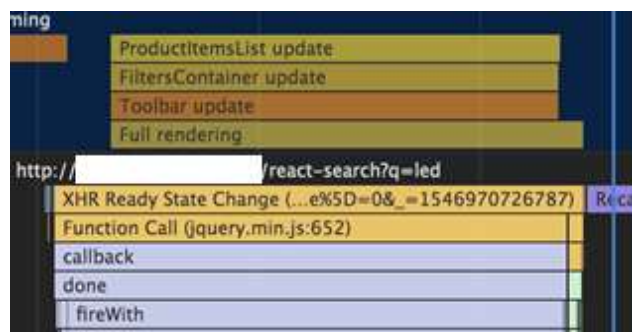 ming
ProductItemsList update
FiltersContainer update
Toolbar update
Full rendering
http:// /react-search?q=led
XHR Ready State Change (...e%5D=0&_=1546970726787) Reca
Function Call (jquery.min.js:652)
callback
done
fireWith